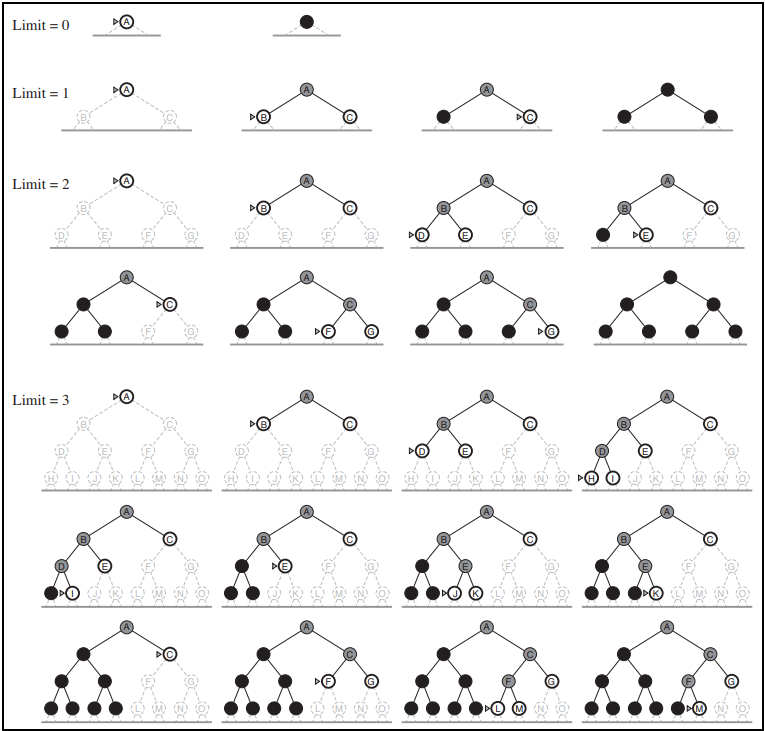 Limit = 0 A
Limit = 1 A A A
B C B C C
Limit = 2 A A A A
B C B C B C B C
D E F G D E F G D E F G E F G
A A A
C C C
F G F G G
Limit = 3 A A A A
B C B C B C B C
D E F G D E F G D E F G D E F G
H I J K L M N O H I J K L M N O H I J K L M N O H I J K L M N O
A A A A
B C B C B C B C
D E F G E F G E F G E F G
I J K L M N O J K L M N O J K L M N O K L M N O
A A A A
C C C C
F G F G F G F G
L M N O L M N O L M N O M N O